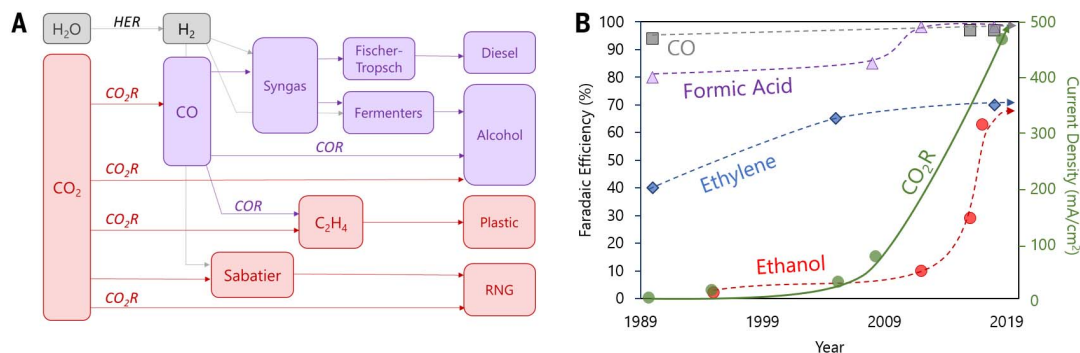 A
H2O
HER
H2
CO2
CO2R
CO
Syngas
Fischer-
Tropsch
Diesel
Fermenters
Alcohol
COR
CO2R
COR
CO2R
C2H4
Plastic
Sabatier
RNG
CO2R
B
Faradaic Efficiency (%)
100
90
80
70
60
50
40
30
20
10
0
CO
Formic Acid
Ethylene
CO2R
Ethanol
500
400
300
200
100
0
Current Density (mA/cm2)
1989
1999
2009
2019
Year